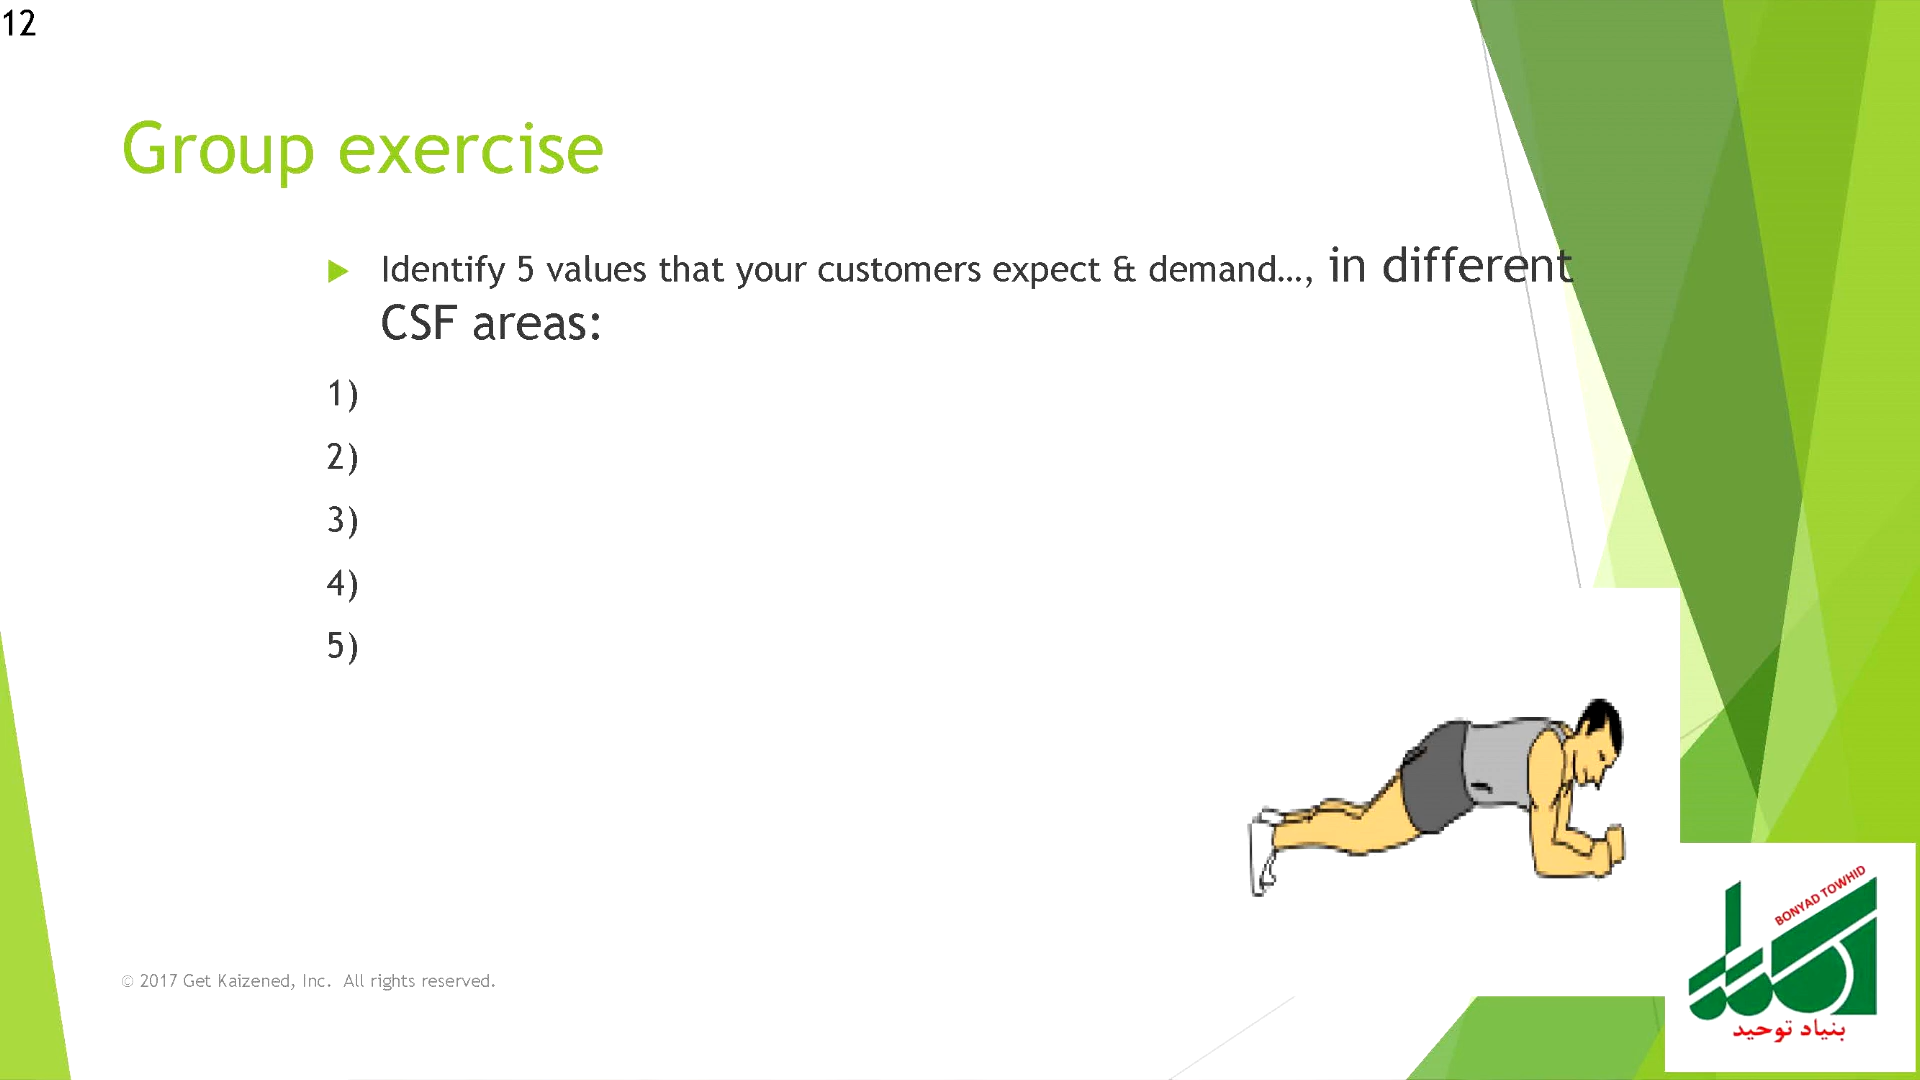 12
Group exercise
Identify 5 values that your customers expect & demand…, in different
CSF areas:
1)
2)
3)
4)
5)
© 2017 Get Kaizened, Inc. All rights reserved.
BONYAD TOWHID
بنیاد توحید